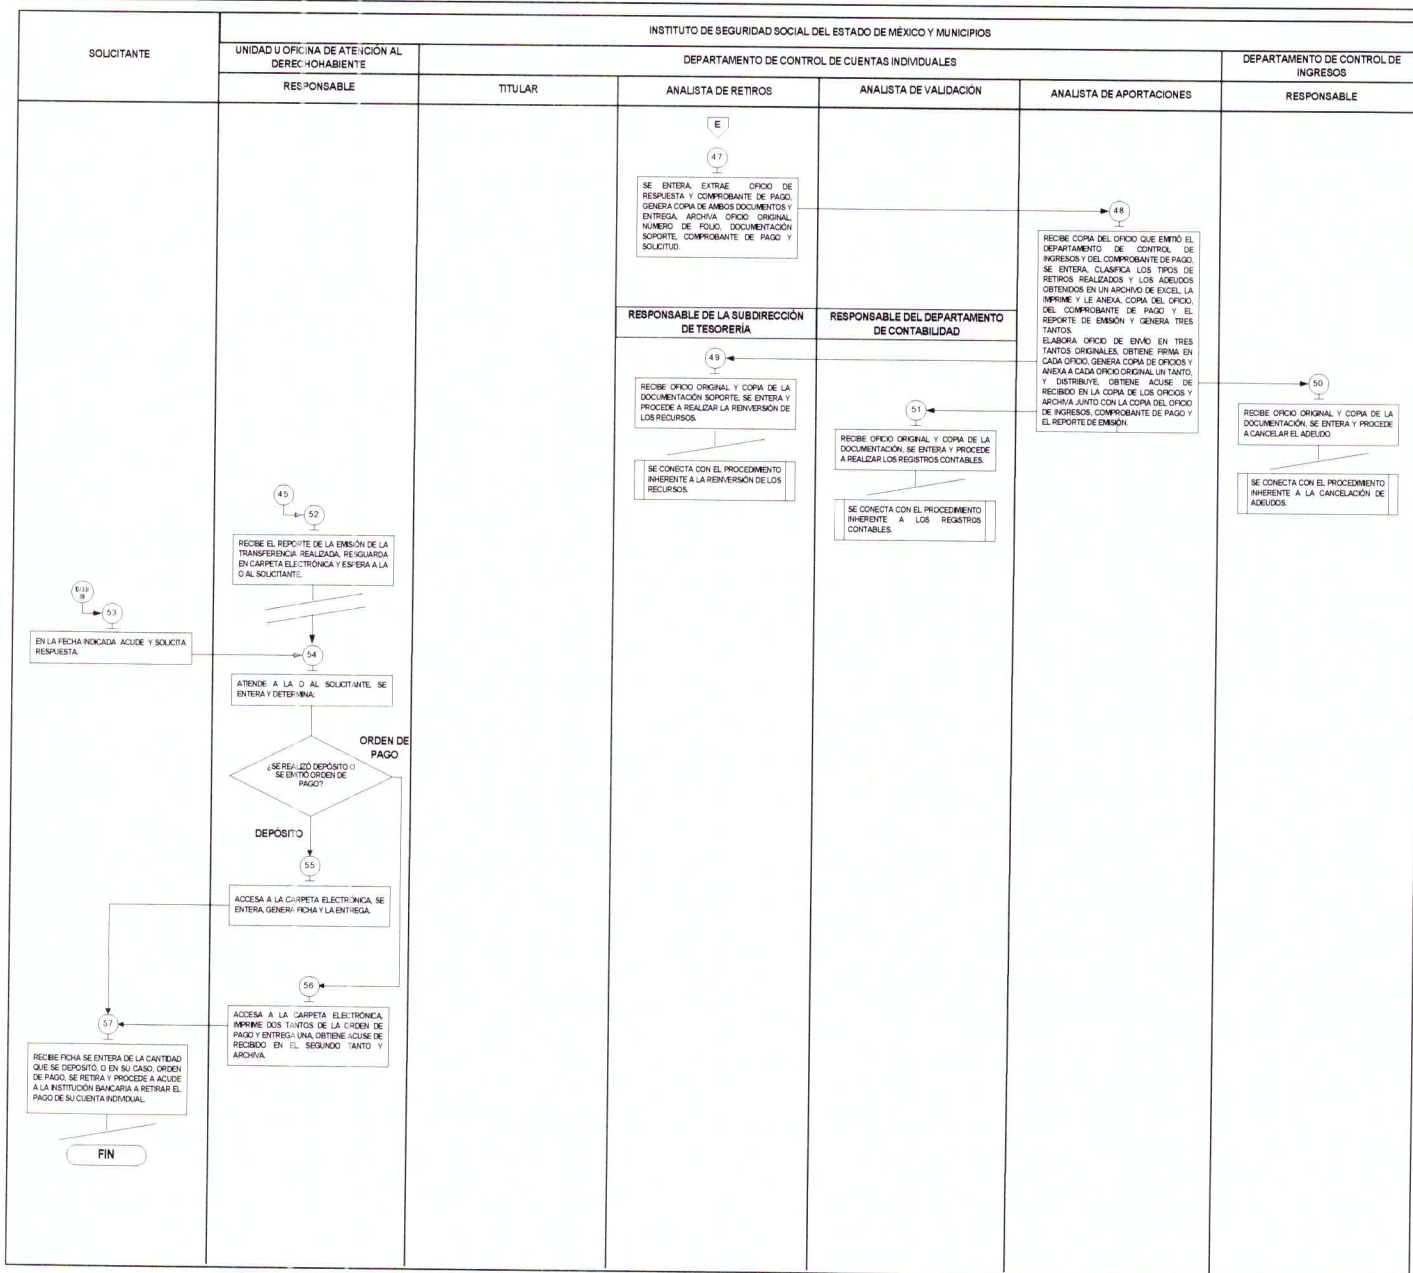 INSTITUTO DE SEGURIDAD SOCIAL DEL ESTADO DE MÉXICO Y MUNICIPIOS
SOLICITANTE
UNIDAD U OFICINA DE ATENCIÓN AL
DERECHOHABIENTE
DEPARTAMENTO DE CONTROL DE CUENTAS INDIVIDUALES
DEPARTAMENTO DE CONTROL DE
INGRESOS
RESPONSABLE
TITULAR
ANALISTA DE RETIROS
ANALISTA DE VALIDACIÓN
ANALISTA DE APORTACIONES
RESPONSABLE
E
47
SE ENTERA, EXTRAE OFICIO DE
RESPUESTA Y COMPROBANTE DE PAGO,
GENERA COPIA DE AMBOS DOCUMENTOS Y
ENTREGA, ARCHIVA OFICIO ORIGINAL,
NÚMERO DE FOLIO, DOCUMENTACIÓN
SOPORTE, COMPROBANTE DE PAGO Y
SOLICITUD.
48
RECIBE COPIA DEL OFICIO QUE EMITIÓ EL
DEPARTAMENTO DE CONTROL DE
INGRESOS Y DEL COMPROBANTE DE PAGO,
SE ENTERA, CLASIFICA LOS TIPOS DE
RETIROS REALIZADOS Y LOS ADEUDOS
OBTENIDOS EN UN ARCHIVO DE EXCEL, LA
IMPRIME Y LE ANEXA, COPIA DEL OFICIO,
DEL COMPROBANTE DE PAGO Y EL
REPORTE DE EMISIÓN Y GENERA TRES
TANTOS.
ELABORA OFICIO DE ENVÍO EN TRES
TANTOS ORIGINALES, OBTIENE FIRMA EN
CADA OFICIO, GENERA COPIA DE OFICIOS Y
ANEXA A CADA OFICIO ORIGINAL UN TANTO,
Y DISTRIBUYE, OBTIENE ACUSE DE
RECIBIDO EN LA COPIA DE LOS OFICIOS Y
ARCHIVA JUNTO CON LA COPIA DEL OFICIO
DE INGRESOS, COMPROBANTE DE PAGO Y
EL REPORTE DE EMISIÓN.
RESPONSABLE DE LA SUBDIRECCIÓN
DE TESORERÍA
RESPONSABLE DEL DEPARTAMENTO
DE CONTABILIDAD
49
RECIBE OFICIO ORIGINAL Y COPIA DE LA
DOCUMENTACIÓN SOPORTE, SE ENTERA Y
PROCEDE A REALIZAR LA REINVERSIÓN DE
LOS RECURSOS.
SE CONECTA CON EL PROCEDIMIENTO
INHERENTE A LA REINVERSIÓN DE LOS
RECURSOS.
50
RECIBE OFICIO ORIGINAL Y COPIA DE LA
DOCUMENTACIÓN, SE ENTERA Y PROCEDE
A CANCELAR EL ADEUDO.
SE CONECTA CON EL PROCEDIMIENTO
INHERENTE A LA CANCELACIÓN DE
ADEUDOS.
51
RECIBE OFICIO ORIGINAL Y COPIA DE LA
DOCUMENTACIÓN, SE ENTERA Y PROCEDE
A REALIZAR LOS REGISTROS CONTABLES.
SE CONECTA CON EL PROCEDIMIENTO
INHERENTE A LOS REGISTROS
CONTABLES.
45
52
RECIBE EL REPORTE DE LA EMISIÓN DE LA
TRANSFERENCIA REALIZADA, RESGUARDA
EN CARPETA ELECTRÓNICA Y ESPERA A LA
O AL SOLICITANTE.
53
EN LA FECHA INDICADA ACUDE Y SOLICITA
RESPUESTA.
54
ATIENDE A LA O AL SOLICITANTE, SE
ENTERA Y DETERMINA:
ORDEN DE
PAGO
¿SE REALIZÓ DEPÓSITO O
SE EMITIÓ ORDEN DE
PAGO?
DEPÓSITO
55
ACCESA A LA CARPETA ELECTRÓNICA, SE
ENTERA, GENERA FICHA Y LA ENTREGA.
56
ACCESA A LA CARPETA ELECTRÓNICA,
IMPRIME DOS TANTOS DE LA ORDEN DE
PAGO Y ENTREGA UNA, OBTIENE ACUSE DE
RECIBIDO EN EL SEGUNDO TANTO Y
ARCHIVA.
57
RECIBE FICHA SE ENTERA DE LA CANTIDAD
QUE SE DEPOSITÓ, O EN SU CASO, ORDEN
DE PAGO, SE RETIRA Y PROCEDE A ACUDE
A LA INSTITUCIÓN BANCARIA A RETIRAR EL
PAGO DE SU CUENTA INDIVIDUAL.
FIN